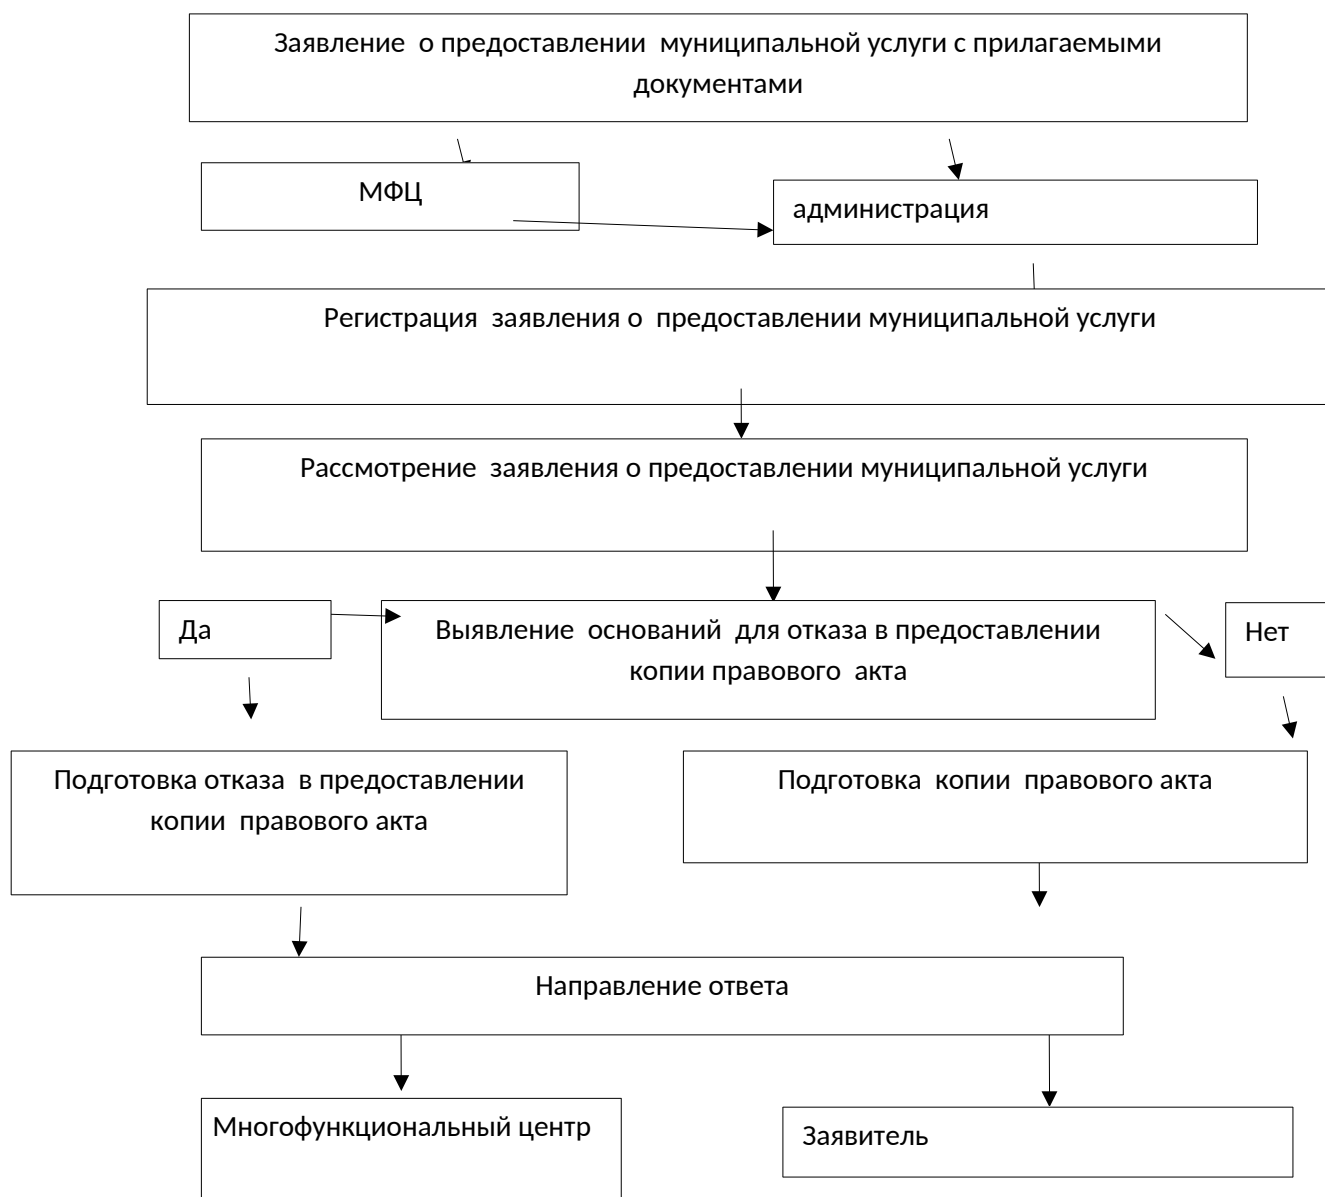 Заявление о предоставлении муниципальной услуги с прилагаемыми
документами
МФЦ
администрация
Регистрация заявления о предоставлении муниципальной услуги
Рассмотрение заявления о предоставлении муниципальной услуги
Да
Выявление оснований для отказа в предоставлении
копии правового акта
Нет
Подготовка отказа в предоставлении
копии правового акта
Подготовка копии правового акта
Направление ответа
Многофункциональный центр
Заявитель